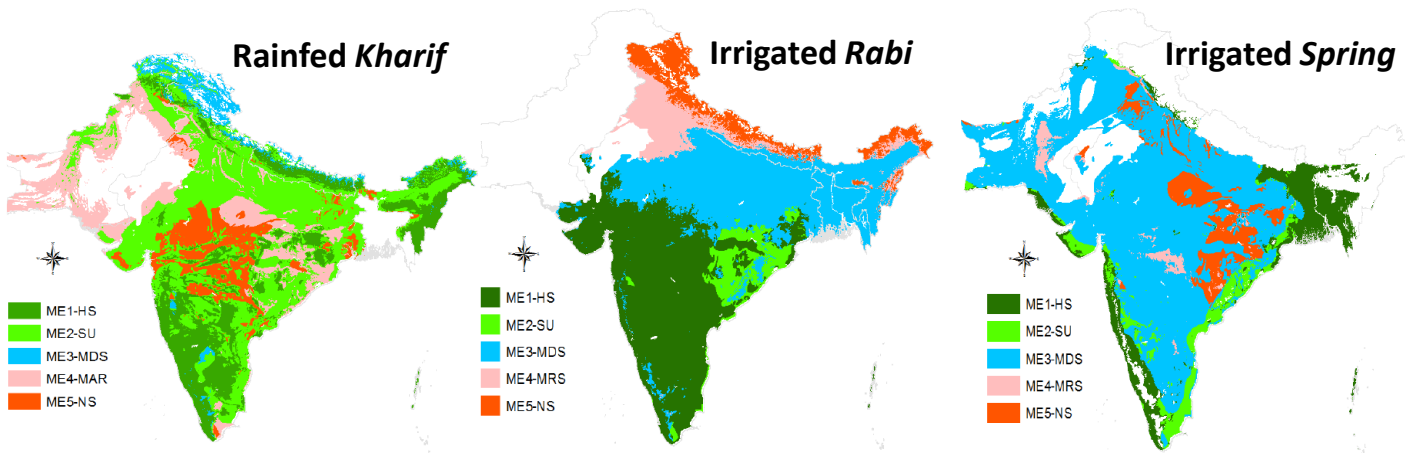 Rainfed Kharif
ME1-HS
ME2-SU
ME3-MDS
ME4-MAR
ME5-NS
Irrigated Rabi
ME1-HS
ME2-SU
ME3-MDS
ME4-MRS
ME5-NS
Irrigated Spring
ME1-HS
ME2-SU
ME3-MDS
ME4-MRS
ME5-NS